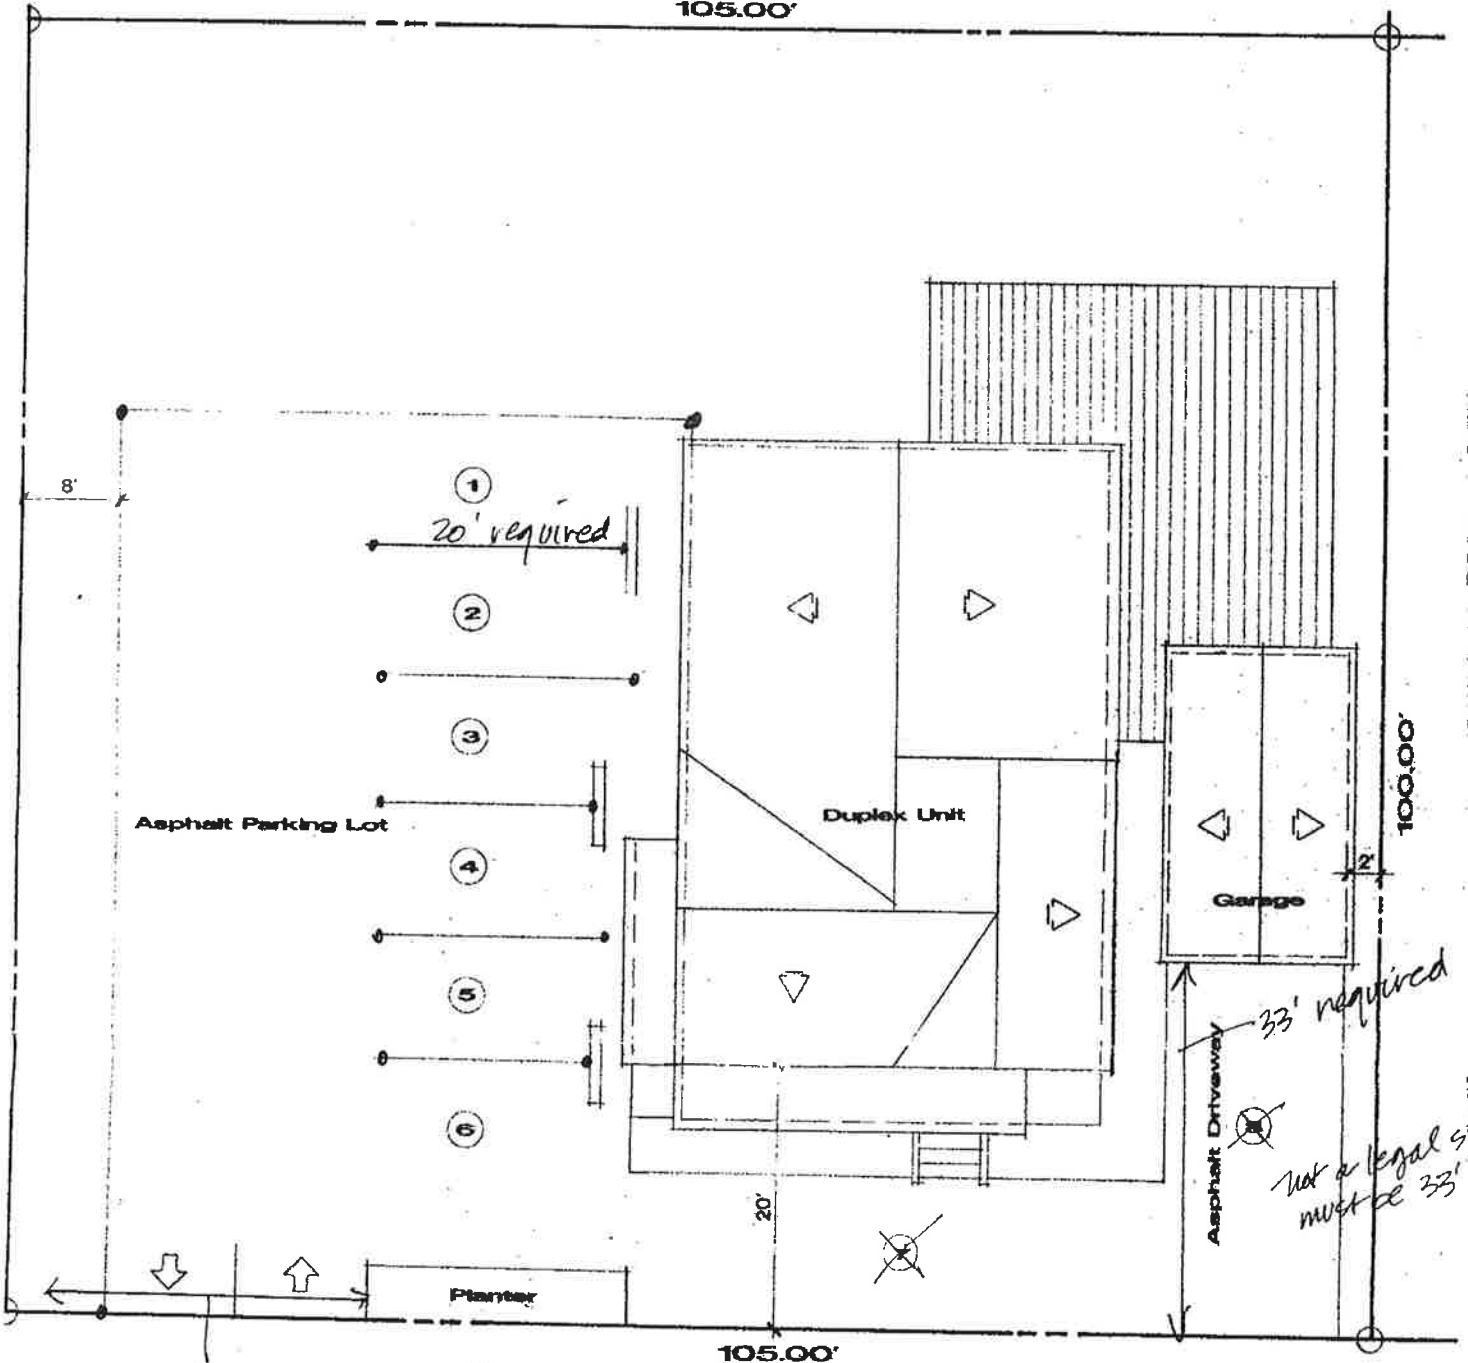 105.00'
8'
1
20' required
2
3
Asphalt Parking Lot
Duplex Unit
4
100.00'
2'
Garage
5
33' required
Asphalt Driveway
6
not a legal
must be 33'
20'
Planter
105.00'